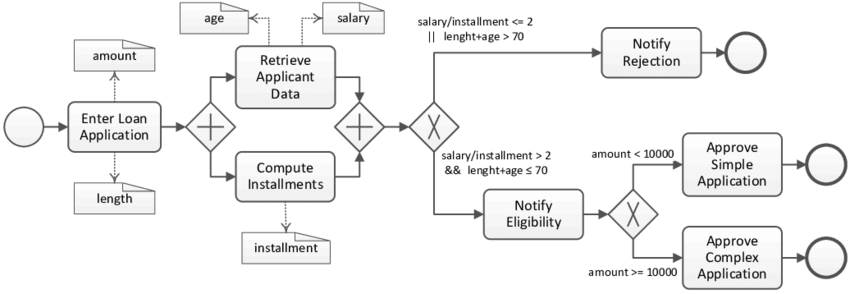 age
salary
amount
Enter Loan
Application
length
Retrieve
Applicant
Data
Compute
Installments
installment
salary/installment <= 2
|| lenght+age > 70
Notify
Rejection
salary/installment > 2
&& lenght+age ≤ 70
Notify
Eligibility
amount < 10000
Approve
Simple
Application
amount >= 10000
Approve
Complex
Application